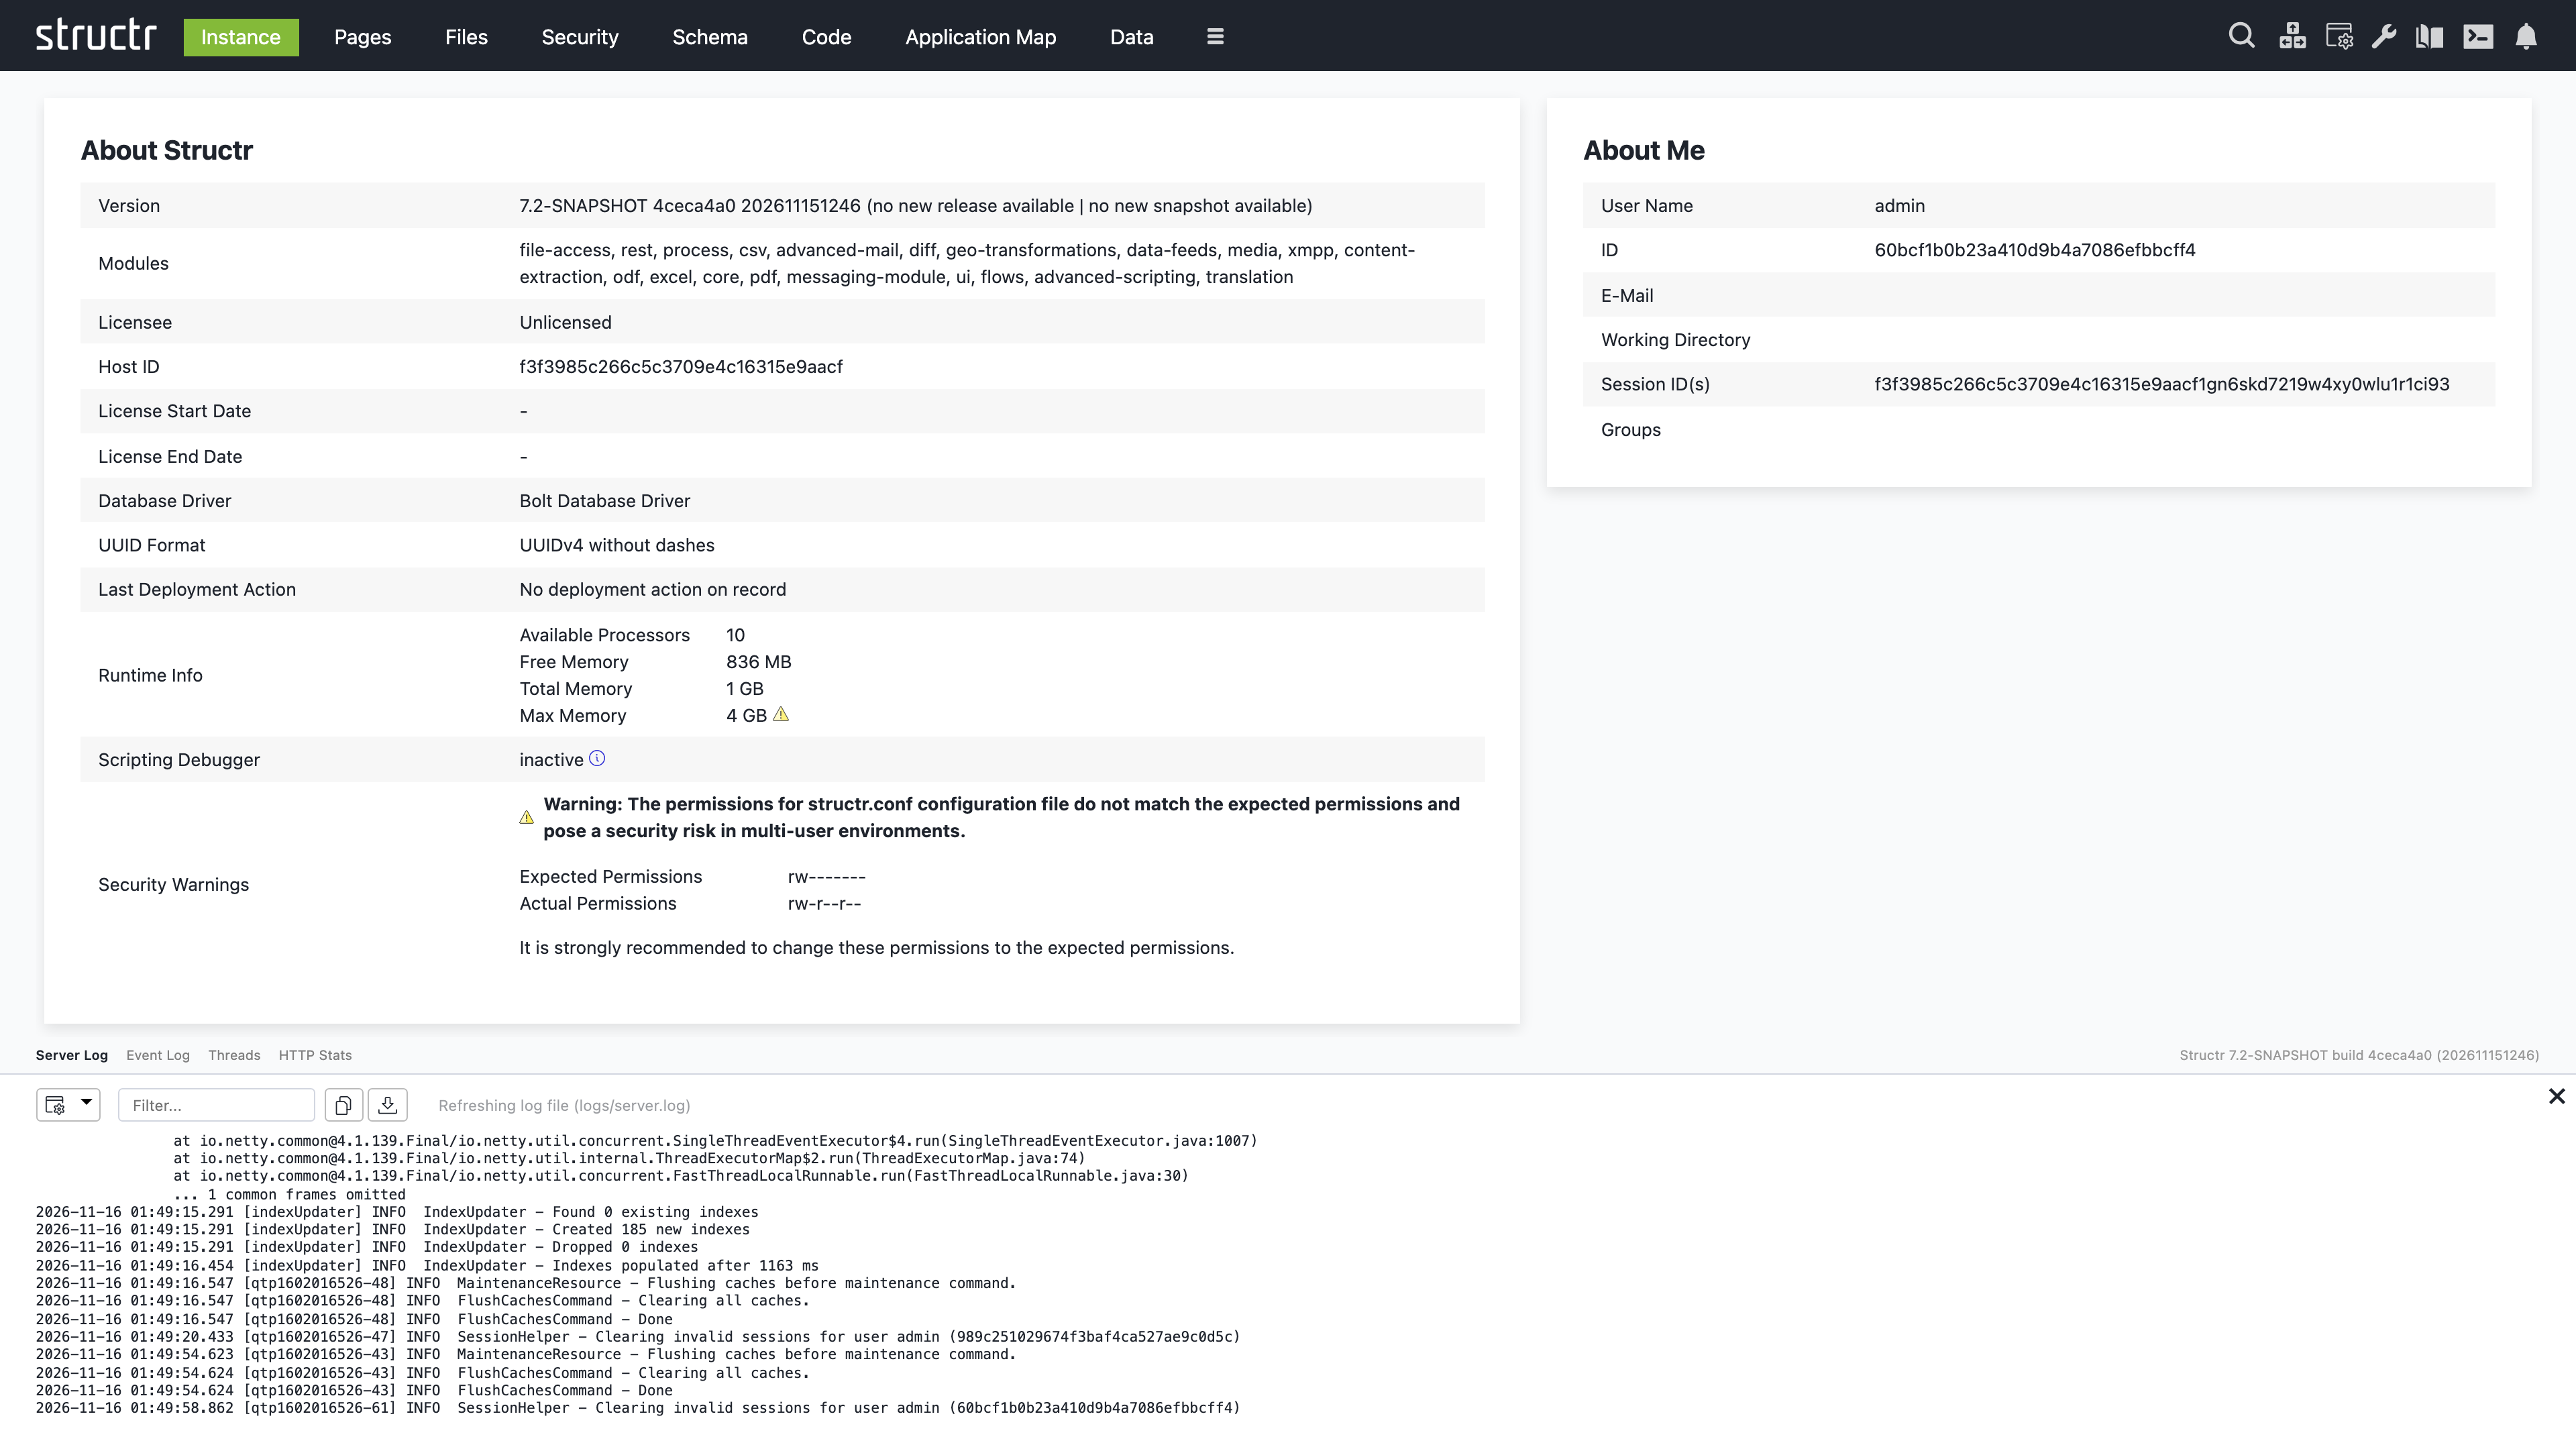 structr Instance Pages Files Security Schema Code Application Map Data
About Structr
Version 7.2-SNAPSHOT 4ceca4a0 202611151246 (no new release available | no new snapshot available)
Modules file-access, rest, process, csv, advanced-mail, diff, geo-transformations, data-feeds, media, xmpp, content-
extraction, odf, excel, core, pdf, messaging-module, ui, flows, advanced-scripting, translation
Licensee Unlicensed
Host ID f3f3985c266c5c3709e4c16315e9aacf
License Start Date -
License End Date -
Database Driver Bolt Database Driver
UUID Format UUIDv4 without dashes
Last Deployment Action No deployment action on record
Runtime Info
Available Processors 10
Free Memory 836 MB
Total Memory 1 GB
Max Memory 4 GB
Scripting Debugger inactive
Security Warnings
Warning: The permissions for structr.conf configuration file do not match the expected permissions and
pose a security risk in multi-user environments.
Expected Permissions rw-------
Actual Permissions rw-r--r--
It is strongly recommended to change these permissions to the expected permissions.
About Me
User Name admin
ID 60bcf1b0b23a410d9b4a7086efbbcff4
E-Mail
Working Directory
Session ID(s) f3f3985c266c5c3709e4c16315e9aacf1gn6skd7219w4xy0wlu1r1ci93
Groups
Server Log Event Log Threads HTTP Stats
Structr 7.2-SNAPSHOT build 4ceca4a0 (202611151246)
Filter...
Refreshing log file (logs/server.log)
at io.netty.common@4.1.139.Final/io.netty.util.concurrent.SingleThreadEventExecutor$4.run(SingleThreadEventExecutor.java:1007)
at io.netty.common@4.1.139.Final/io.netty.util.internal.ThreadExecutorMap$2.run(ThreadExecutorMap.java:74)
at io.netty.common@4.1.139.Final/io.netty.util.concurrent.FastThreadLocalRunnable.run(FastThreadLocalRunnable.java:30)
... 1 common frames omitted
2026-11-16 01:49:15.291 [indexUpdater] INFO  IndexUpdater – Found 0 existing indexes
2026-11-16 01:49:15.291 [indexUpdater] INFO  IndexUpdater – Created 185 new indexes
2026-11-16 01:49:15.291 [indexUpdater] INFO  IndexUpdater – Dropped 0 indexes
2026-11-16 01:49:16.454 [indexUpdater] INFO  IndexUpdater – Indexes populated after 1163 ms
2026-11-16 01:49:16.547 [qtp1602016526-48] INFO  MaintenanceResource – Flushing caches before maintenance command.
2026-11-16 01:49:16.547 [qtp1602016526-48] INFO  FlushCachesCommand – Clearing all caches.
2026-11-16 01:49:16.547 [qtp1602016526-48] INFO  FlushCachesCommand – Done
2026-11-16 01:49:20.433 [qtp1602016526-47] INFO  SessionHelper – Clearing invalid sessions for user admin (989c251029674f3baf4ca527ae9c0d5c)
2026-11-16 01:49:54.623 [qtp1602016526-43] INFO  MaintenanceResource – Flushing caches before maintenance command.
2026-11-16 01:49:54.624 [qtp1602016526-43] INFO  FlushCachesCommand – Clearing all caches.
2026-11-16 01:49:54.624 [qtp1602016526-43] INFO  FlushCachesCommand – Done
2026-11-16 01:49:58.862 [qtp1602016526-61] INFO  SessionHelper – Clearing invalid sessions for user admin (60bcf1b0b23a410d9b4a7086efbbcff4)